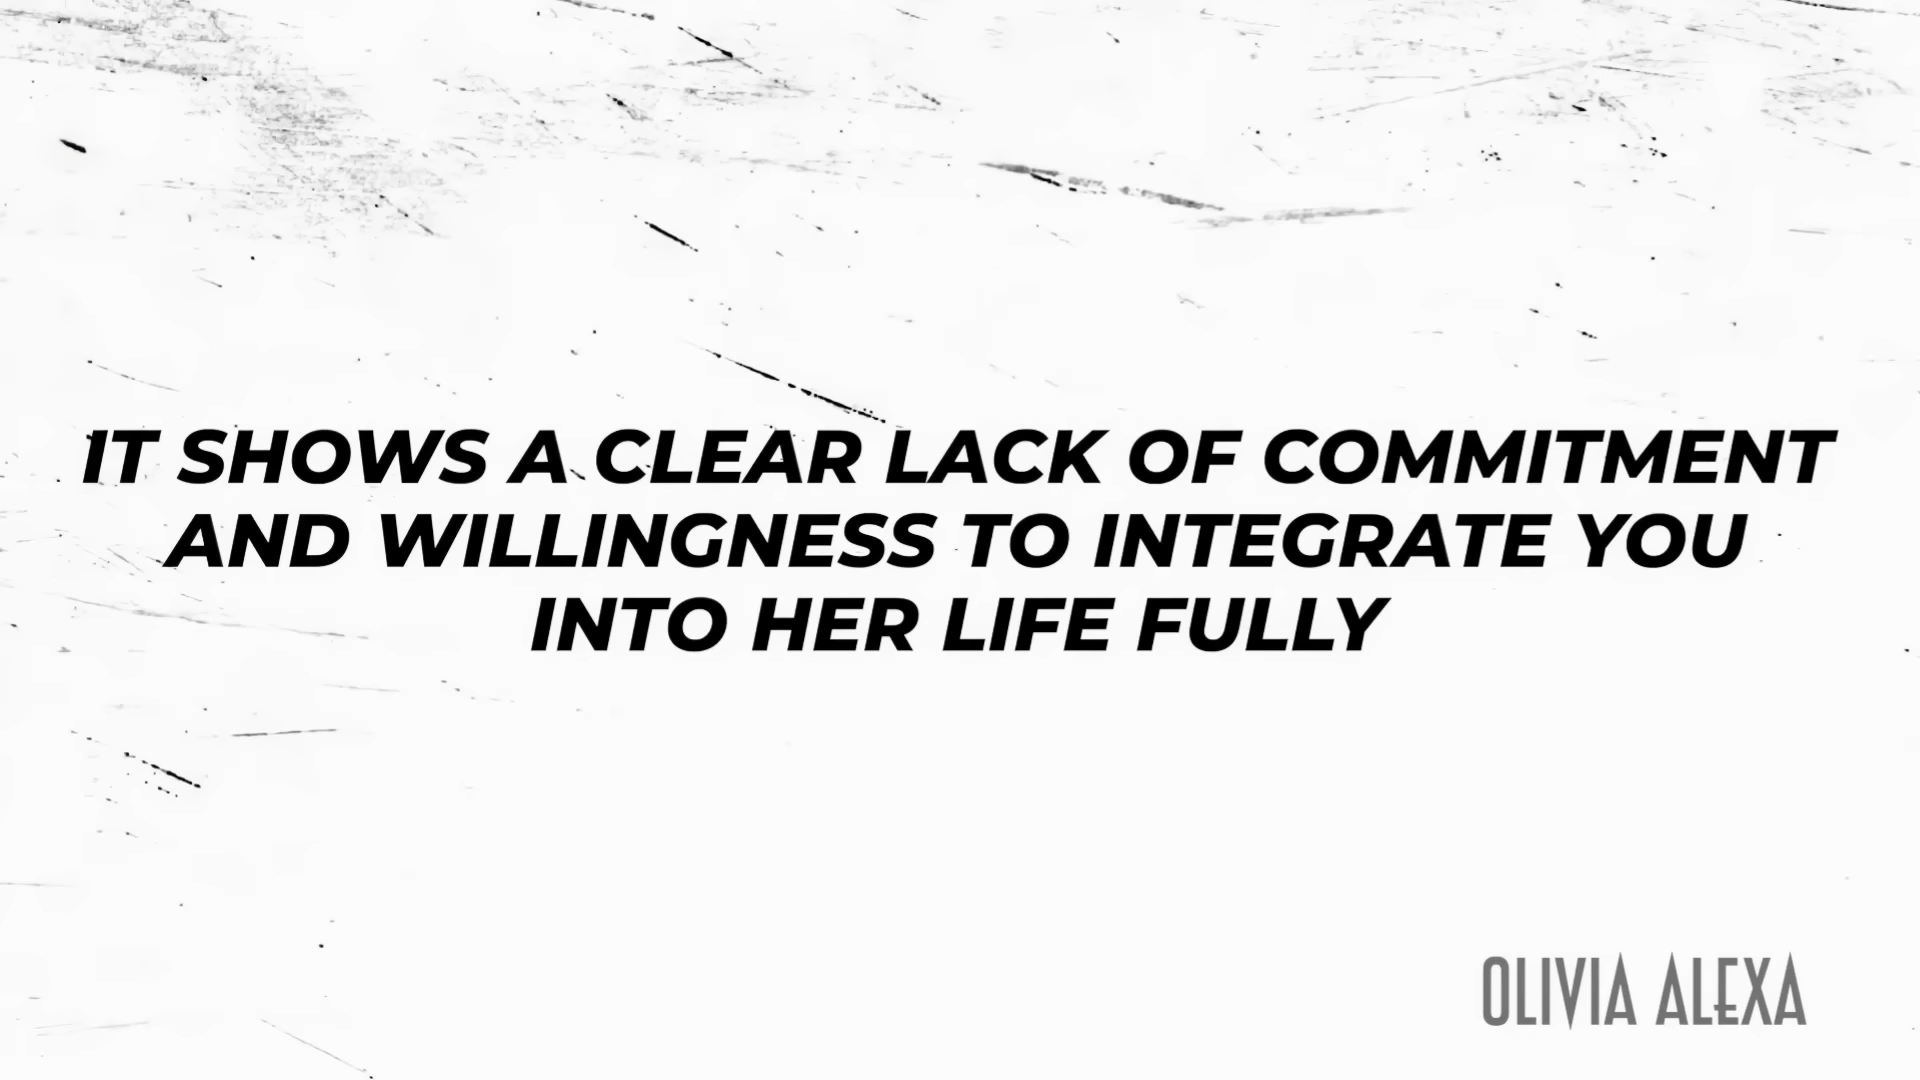 IT SHOWS A CLEAR LACK OF COMMITMENT
AND WILLINGNESS TO INTEGRATE YOU
INTO HER LIFE FULLY
OLIVIA ALEXA